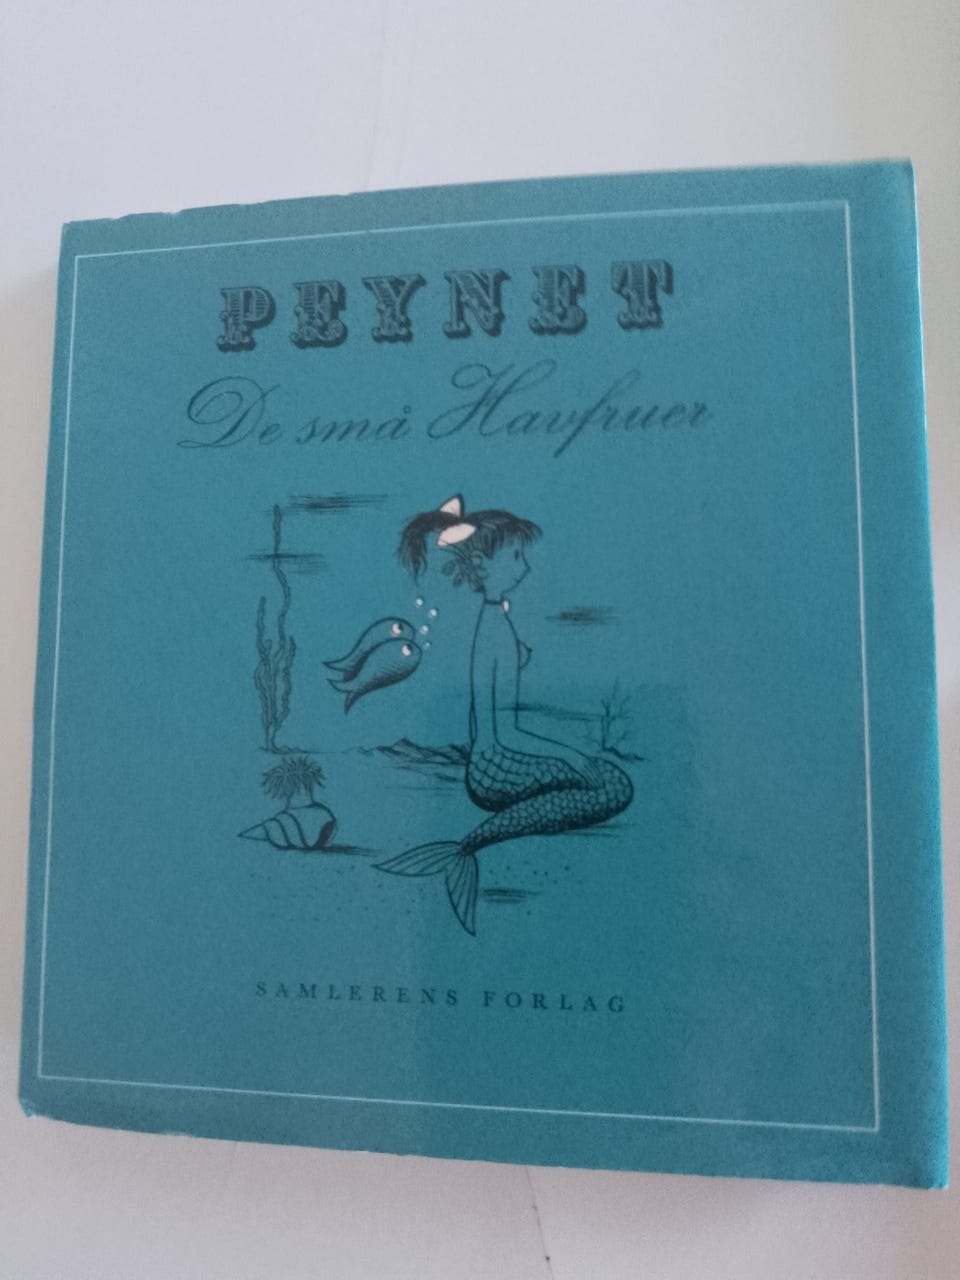 PEYNET
De små Havfruer
SAMLERENS FORLAG